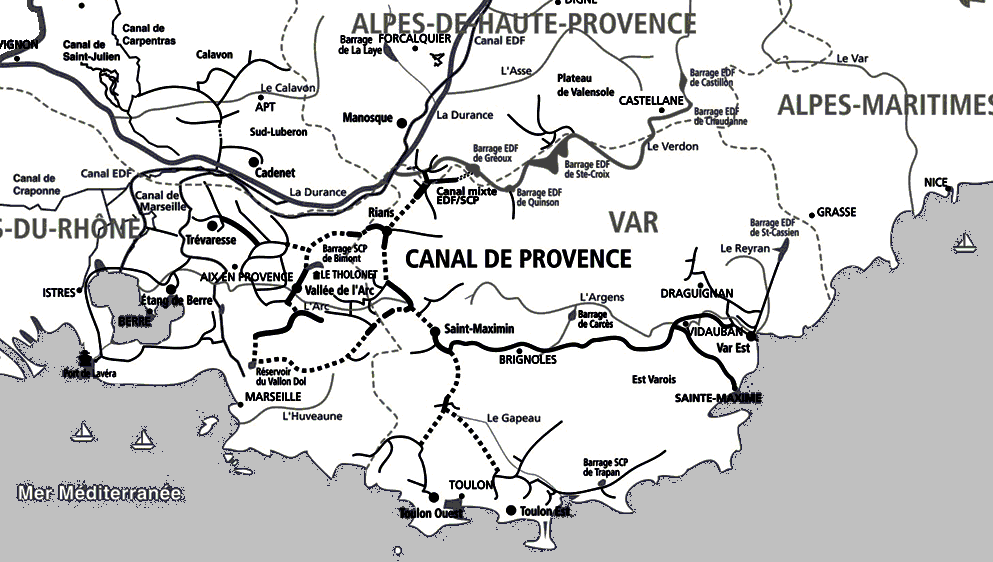 DIGNE
ALPES-DE-HAUTE-PROVENCE
Canal de
Carpentras
VIGNON
Canal de
Saint-Julien
Calavon
Barrage
de La Laye
FORCALQUIER
Canal EDF
L'Asse
Le Var
Plateau
de Valensole
Barrage EDF
de Castillon
Le Calavon
APT
CASTELLANE
ALPES-MARITIMES
Manosque
La Durance
Barrage EDF
de Chaudanne
Sud-Luberon
Le Verdon
Barrage EDF
de Gréoux
Barrage EDF
de Ste-Croix
Cadenet
Canal EDF
Canal de
Craponne
La Durance
Canal mixte
EDF/SCP
Barrage EDF
de Quinson
NICE
Canal de
Marseille
Rians
GRASSE
S-DU-RHÔNE
VAR
Barrage EDF
de St-Cassien
Trévaresse
Barrage SCP
de Bimont
Le Reyran
CANAL DE PROVENCE
AIX EN PROVENCE
LE THOLONET
Vallée de l'Arc
ISTRES
Étang de Berre
DRAGUIGNAN
L'Arc
L'Argens
BERRE
Barrage
de Carcès
Saint-Maximin
VIDAUBAN
Var Est
BRIGNOLES
Port de Lavéra
Réservoir
du Vallon Dol
Est Varois
MARSEILLE
SAINTE-MAXIME
L'Huveaune
Le Gapeau
Barrage SCP
de Trapan
Mer Méditerranée
TOULON
Toulon Ouest
Toulon Est